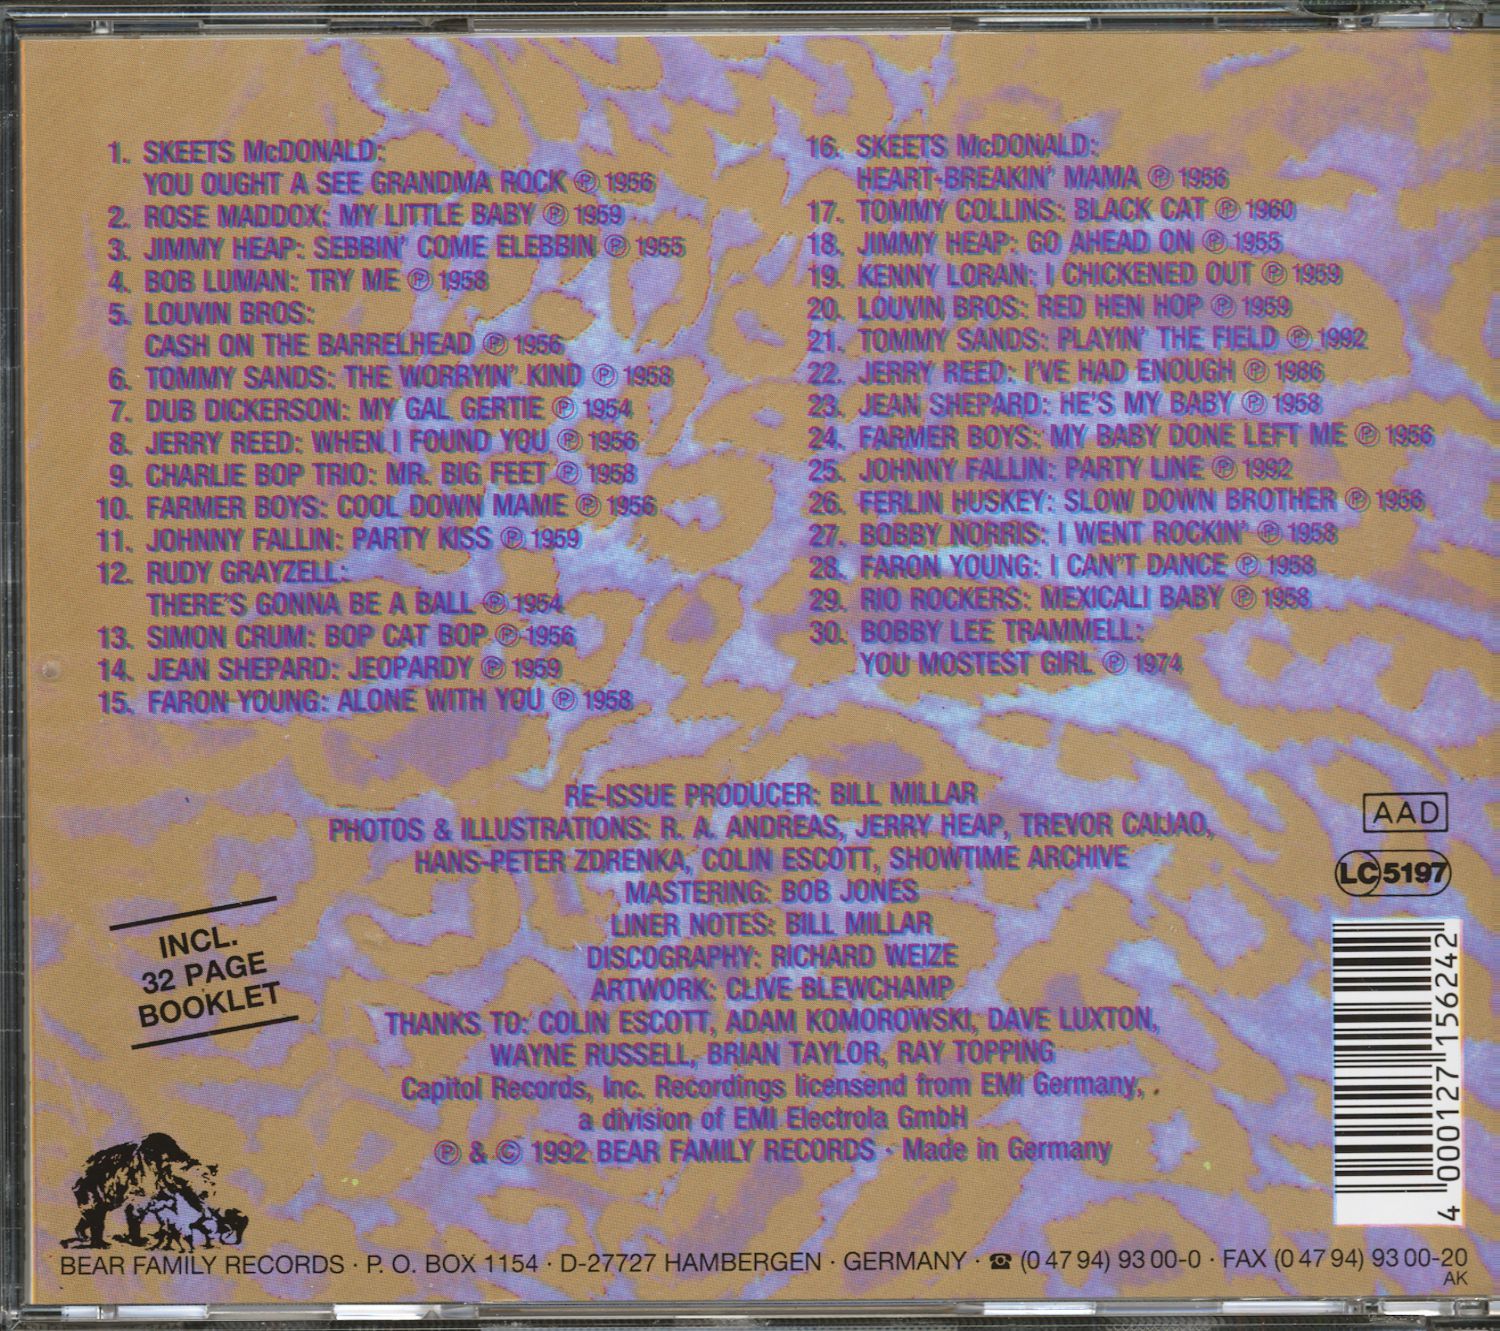 1. SKEETS McDONALD:
YOU OUGHT A SEE GRANDMA ROCK ℗ 1956
2. ROSE MADDOX: MY LITTLE BABY ℗ 1959
3. JIMMY HEAP: SEBBIN' COME ELEBBIN ℗ 1955
4. BOB LUMAN: TRY ME ℗ 1958
5. LOUVIN BROS:
CASH ON THE BARRELHEAD ℗ 1956
6. TOMMY SANDS: THE WORRYIN' KIND ℗ 1958
7. DUB DICKERSON: MY GAL GERTIE ℗ 1954
8. JERRY REED: WHEN I FOUND YOU ℗ 1956
9. CHARLIE BOP TRIO: MR. BIG FEET ℗ 1958
10. FARMER BOYS: COOL DOWN MAME ℗ 1956
11. JOHNNY FALLIN: PARTY KISS ℗ 1959
12. RUDY GRAYZELL:
THERE'S GONNA BE A BALL ℗ 1954
13. SIMON CRUM: BOP CAT BOP ℗ 1956
14. JEAN SHEPARD: JEOPARDY ℗ 1959
15. FARON YOUNG: ALONE WITH YOU ℗ 1958
16. SKEETS McDONALD:
HEART-BREAKIN' MAMA ℗ 1956
17. TOMMY COLLINS: BLACK CAT ℗ 1960
18. JIMMY HEAP: GO AHEAD ON ℗ 1955
19. KENNY LORAN: I CHICKENED OUT ℗ 1959
20. LOUVIN BROS: RED HEN HOP ℗ 1959
21. TOMMY SANDS: PLAYIN' THE FIELD ℗ 1992
22. JERRY REED: I'VE HAD ENOUGH ℗ 1986
23. JEAN SHEPARD: HE'S MY BABY ℗ 1958
24. FARMER BOYS: MY BABY DONE LEFT ME ℗ 1956
25. JOHNNY FALLIN: PARTY LINE ℗ 1992
26. FERLIN HUSKEY: SLOW DOWN BROTHER ℗ 1956
27. BOBBY NORRIS: I WENT ROCKIN' ℗ 1958
28. FARON YOUNG: I CAN'T DANCE ℗ 1958
29. RIO ROCKERS: MEXICALI BABY ℗ 1958
30. BOBBY LEE TRAMMELL:
YOU MOSTEST GIRL ℗ 1974
RE-ISSUE PRODUCER: BILL MILLAR
PHOTOS & ILLUSTRATIONS: R. A. ANDREAS, JERRY HEAP, TREVOR CAIJAO,
HANS-PETER ZDRENKA, COLIN ESCOTT, SHOWTIME ARCHIVE
MASTERING: BOB JONES
LINER NOTES: BILL MILLAR
DISCOGRAPHY: RICHARD WEIZE
ARTWORK: CLIVE BLEWCHAMP
THANKS TO: COLIN ESCOTT, ADAM KOMOROWSKI, DAVE LUXTON,
WAYNE RUSSELL, BRIAN TAYLOR, RAY TOPPING
Capitol Records, Inc. Recordings licensend from EMI Germany,
a division of EMI Electrola GmbH
℗ & © 1992 BEAR FAMILY RECORDS · Made in Germany
INCL.
32 PAGE
BOOKLET
AAD
LC 5197
4 000127 156242
BEAR FAMILY RECORDS · P. O. BOX 1154 · D-27727 HAMBERGEN · GERMANY · ☎ (0 47 94) 93 00-0 · FAX (0 47 94) 93 00-20
AK